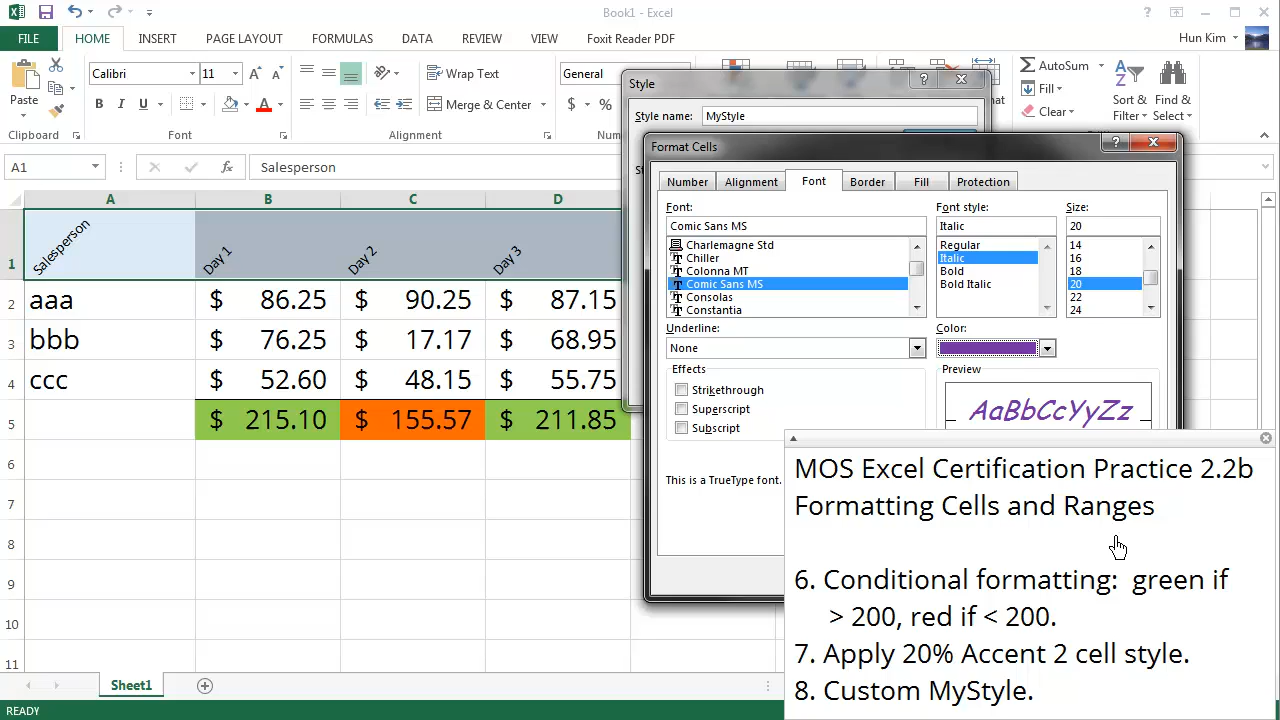 Book1 - Excel
FILE HOME INSERT PAGE LAYOUT FORMULAS DATA REVIEW VIEW Foxit Reader PDF Hun Kim
Paste
Clipboard
Calibri 11
B I U A
Font
Wrap Text
Merge & Center
Alignment
General
$ %
AutoSum
Fill
Clear
Sort & Filter
Find & Select
Editing
A1 fx Salesperson
A B C D
1 Salesperson Day 1 Day 2 Day 3
2 aaa $ 86.25 $ 90.25 $ 87.15
3 bbb $ 76.25 $ 17.17 $ 68.95
4 ccc $ 52.60 $ 48.15 $ 55.75
5 $ 215.10 $ 155.57 $ 211.85
6
7
8
9
10
11
Sheet1
READY
Style
Style name: MyStyle
Format Cells
Number Alignment Font Border Fill Protection
Font: Font style: Size:
Comic Sans MS Italic 20
Charlemagne Std Regular 14
Chiller Italic 16
Colonna MT Bold 18
Comic Sans MS Bold Italic 20
Consolas 22
Constantia 24
Underline: Color:
None
Effects Preview
Strikethrough
Superscript
Subscript
AaBbCcYyZz
This is a TrueType font.
MOS Excel Certification Practice 2.2b
Formatting Cells and Ranges
6. Conditional formatting: green if
> 200, red if < 200.
7. Apply 20% Accent 2 cell style.
8. Custom MyStyle.